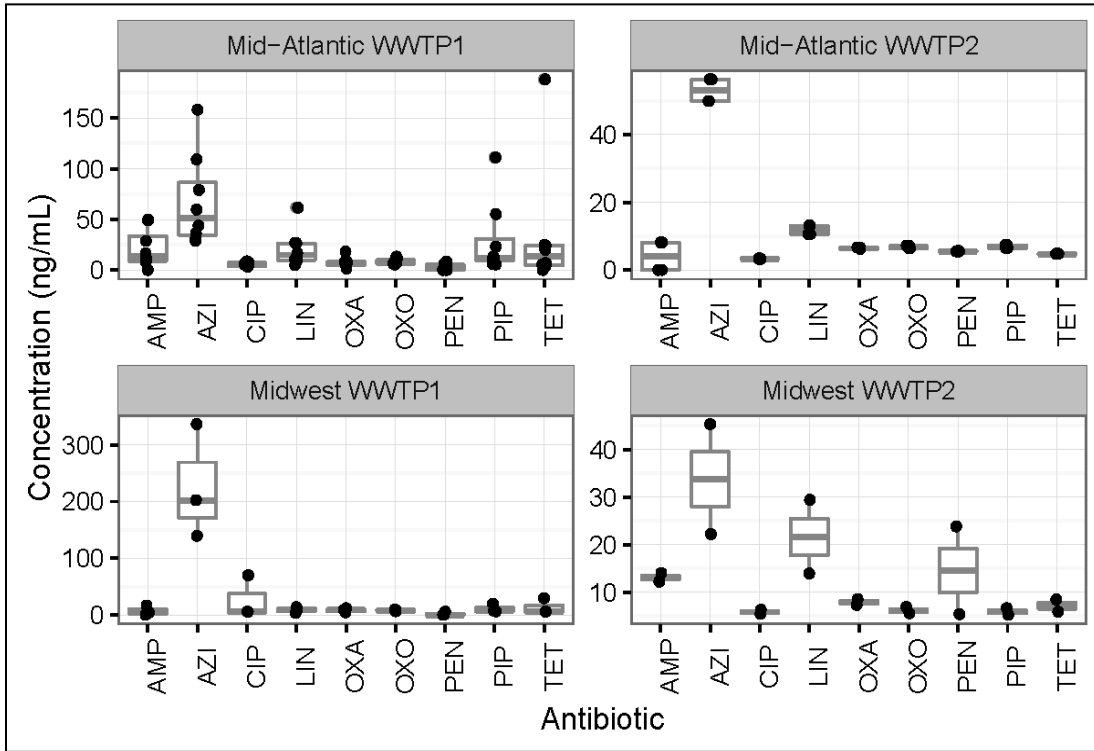 Mid-Atlantic WWTP1
Mid-Atlantic WWTP2
Concentration (ng/mL)
150
100
50
0
40
20
0
AMP AZI CIP LIN OXA OXO PEN PIP TET
AMP AZI CIP LIN OXA OXO PEN PIP TET
Midwest WWTP1
Midwest WWTP2
300
200
100
0
40
30
20
10
AMP AZI CIP LIN OXA OXO PEN PIP TET
AMP AZI CIP LIN OXA OXO PEN PIP TET
Antibiotic